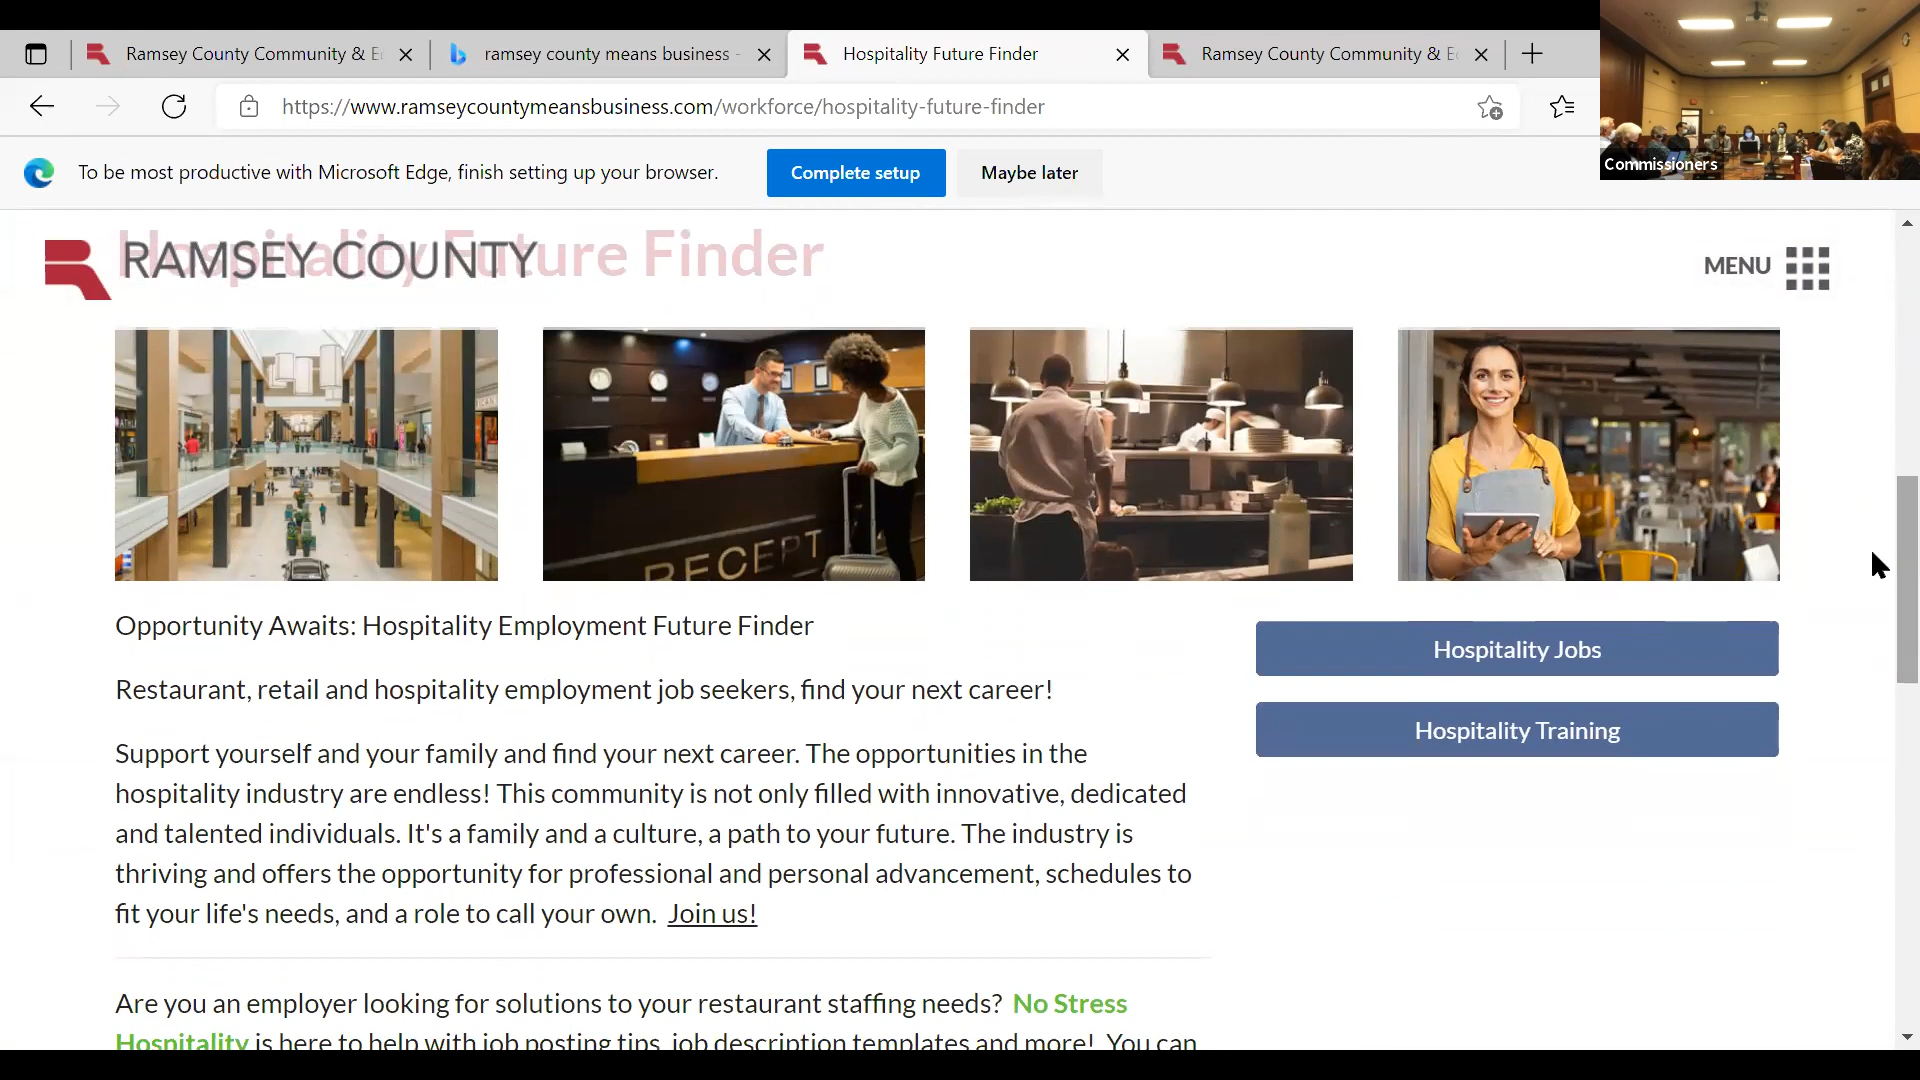 Ramsey County Community & E
ramsey county means business -
Hospitality Future Finder
Ramsey County Community & E
https://www.ramseycountymeansbusiness.com/workforce/hospitality-future-finder
To be most productive with Microsoft Edge, finish setting up your browser.
Complete setup
Maybe later
Commissioners
Hospitality Future Finder
RAMSEY COUNTY
MENU
RECEPT
Opportunity Awaits: Hospitality Employment Future Finder
Restaurant, retail and hospitality employment job seekers, find your next career!
Support yourself and your family and find your next career. The opportunities in the
hospitality industry are endless! This community is not only filled with innovative, dedicated
and talented individuals. It's a family and a culture, a path to your future. The industry is
thriving and offers the opportunity for professional and personal advancement, schedules to
fit your life's needs, and a role to call your own. Join us!
Hospitality Jobs
Hospitality Training
Are you an employer looking for solutions to your restaurant staffing needs? No Stress
Hospitality is here to help with job posting tips, job description templates and more! You can